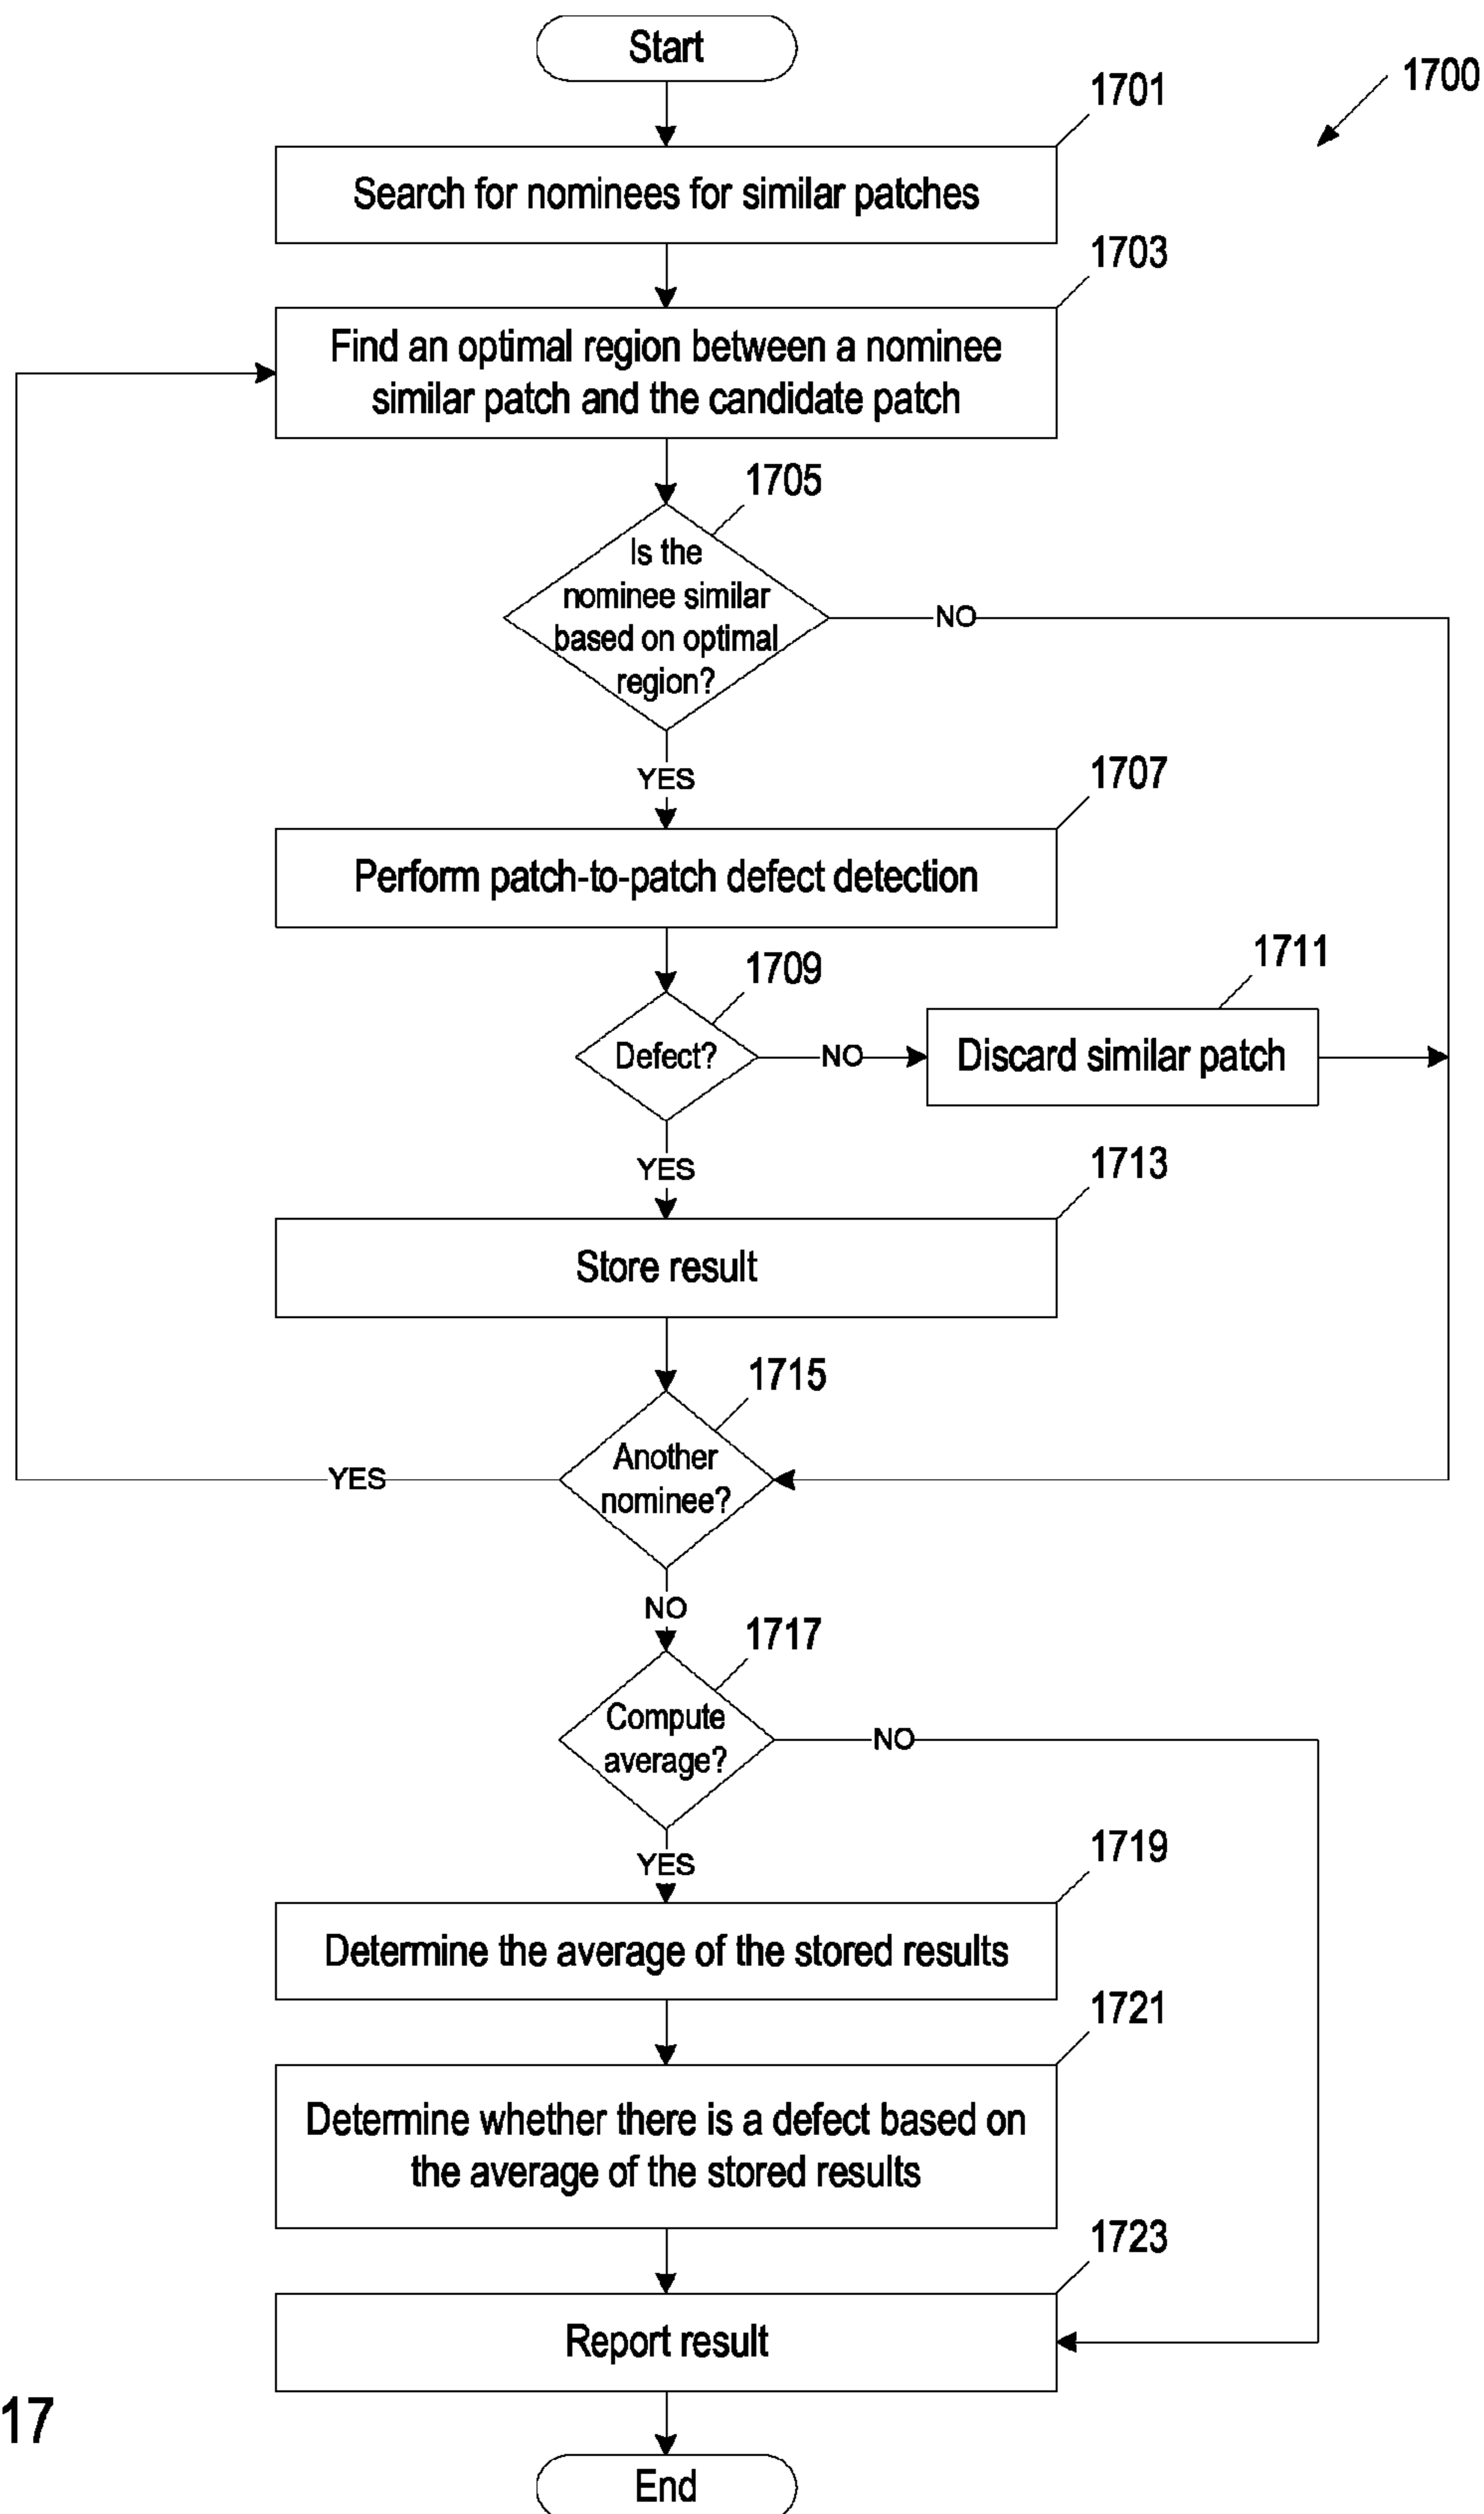 Start
1700
1701
Search for nominees for similar patches
1703
Find an optimal region between a nominee
similar patch and the candidate patch
1705
Is the
nominee similar
based on optimal
region?
NO
YES
1707
Perform patch-to-patch defect detection
1709
Defect?
NO
1711
Discard similar patch
YES
1713
Store result
1715
Another
nominee?
YES
NO
1717
Compute
average?
NO
YES
1719
Determine the average of the stored results
1721
Determine whether there is a defect based on
the average of the stored results
1723
Report result
17
End